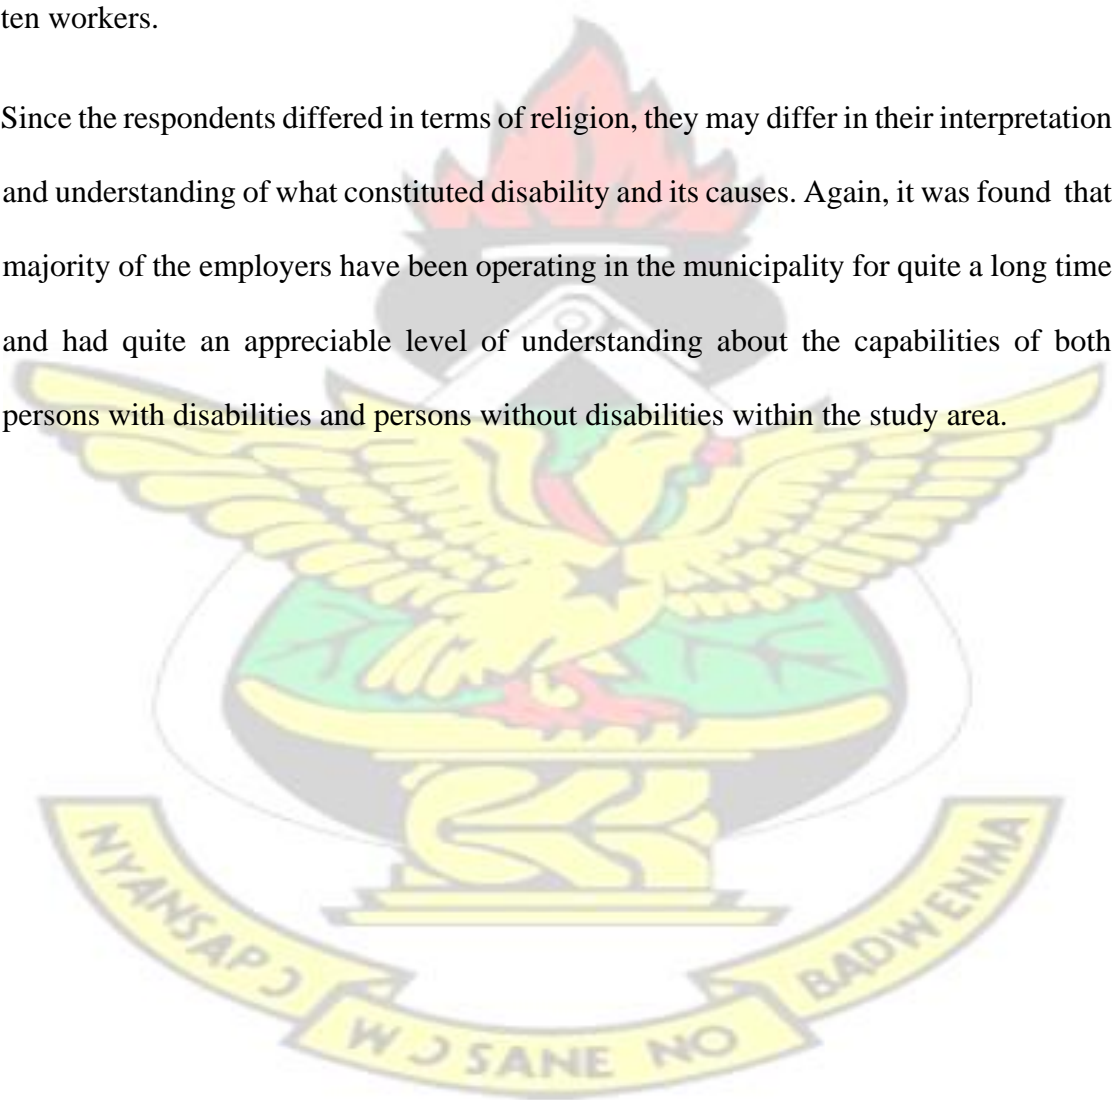 ten workers.
Since the respondents differed in terms of religion, they may differ in their interpretation
and understanding of what constituted disability and its causes. Again, it was found that
majority of the employers have been operating in the municipality for quite a long time
and had quite an appreciable level of understanding about the capabilities of both
persons with disabilities and persons without disabilities within the study area.
NYANSAPƆ
WƆSANE NO
BADWENMA